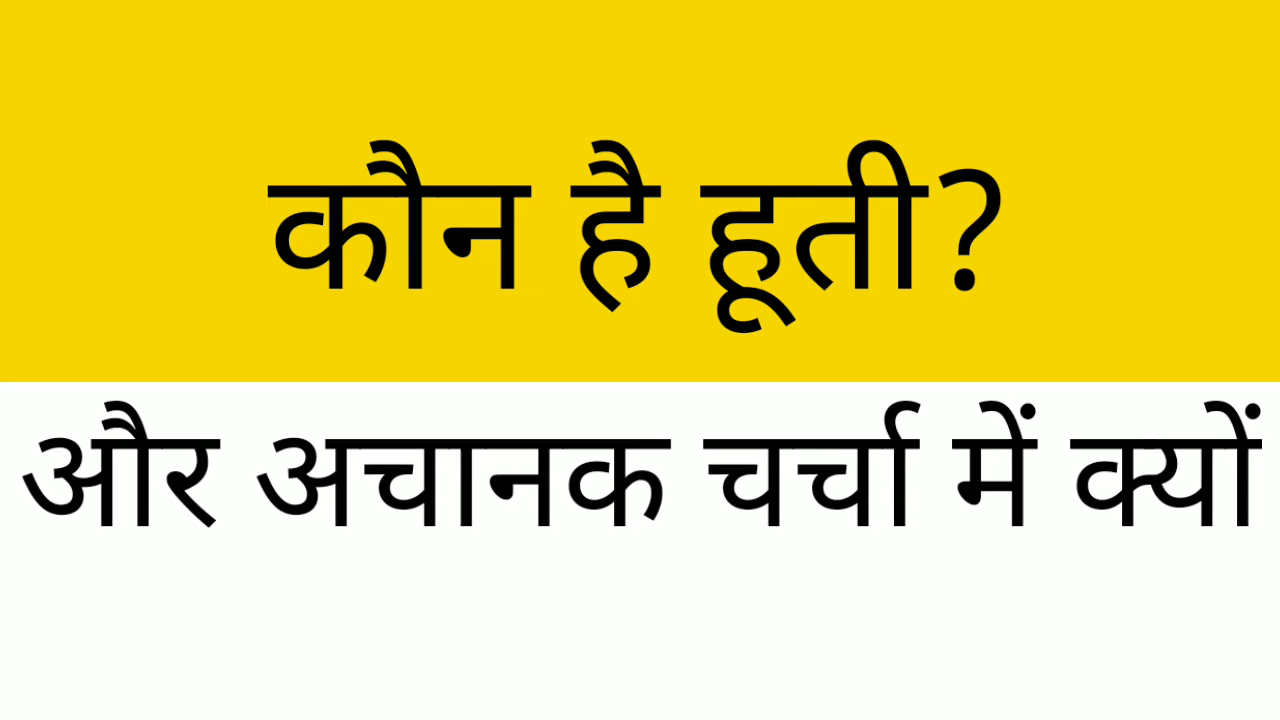 कौन है हूती?
और अचानक चर्चा में क्यों